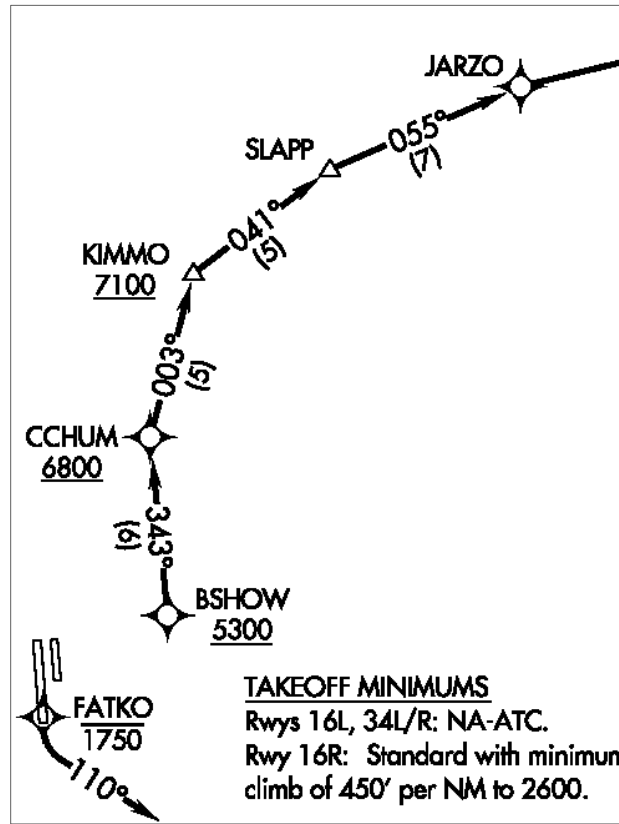 JARZO
055°
(7)
SLAPP
041°
(5)
KIMMO
7100
003°
(5)
CCHUM
6800
343°
(6)
BSHOW
5300
FATKO
1750
110°
TAKEOFF MINIMUMS
Rwys 16L, 34L/R: NA-ATC.
Rwy 16R: Standard with minimum
climb of 450' per NM to 2600.